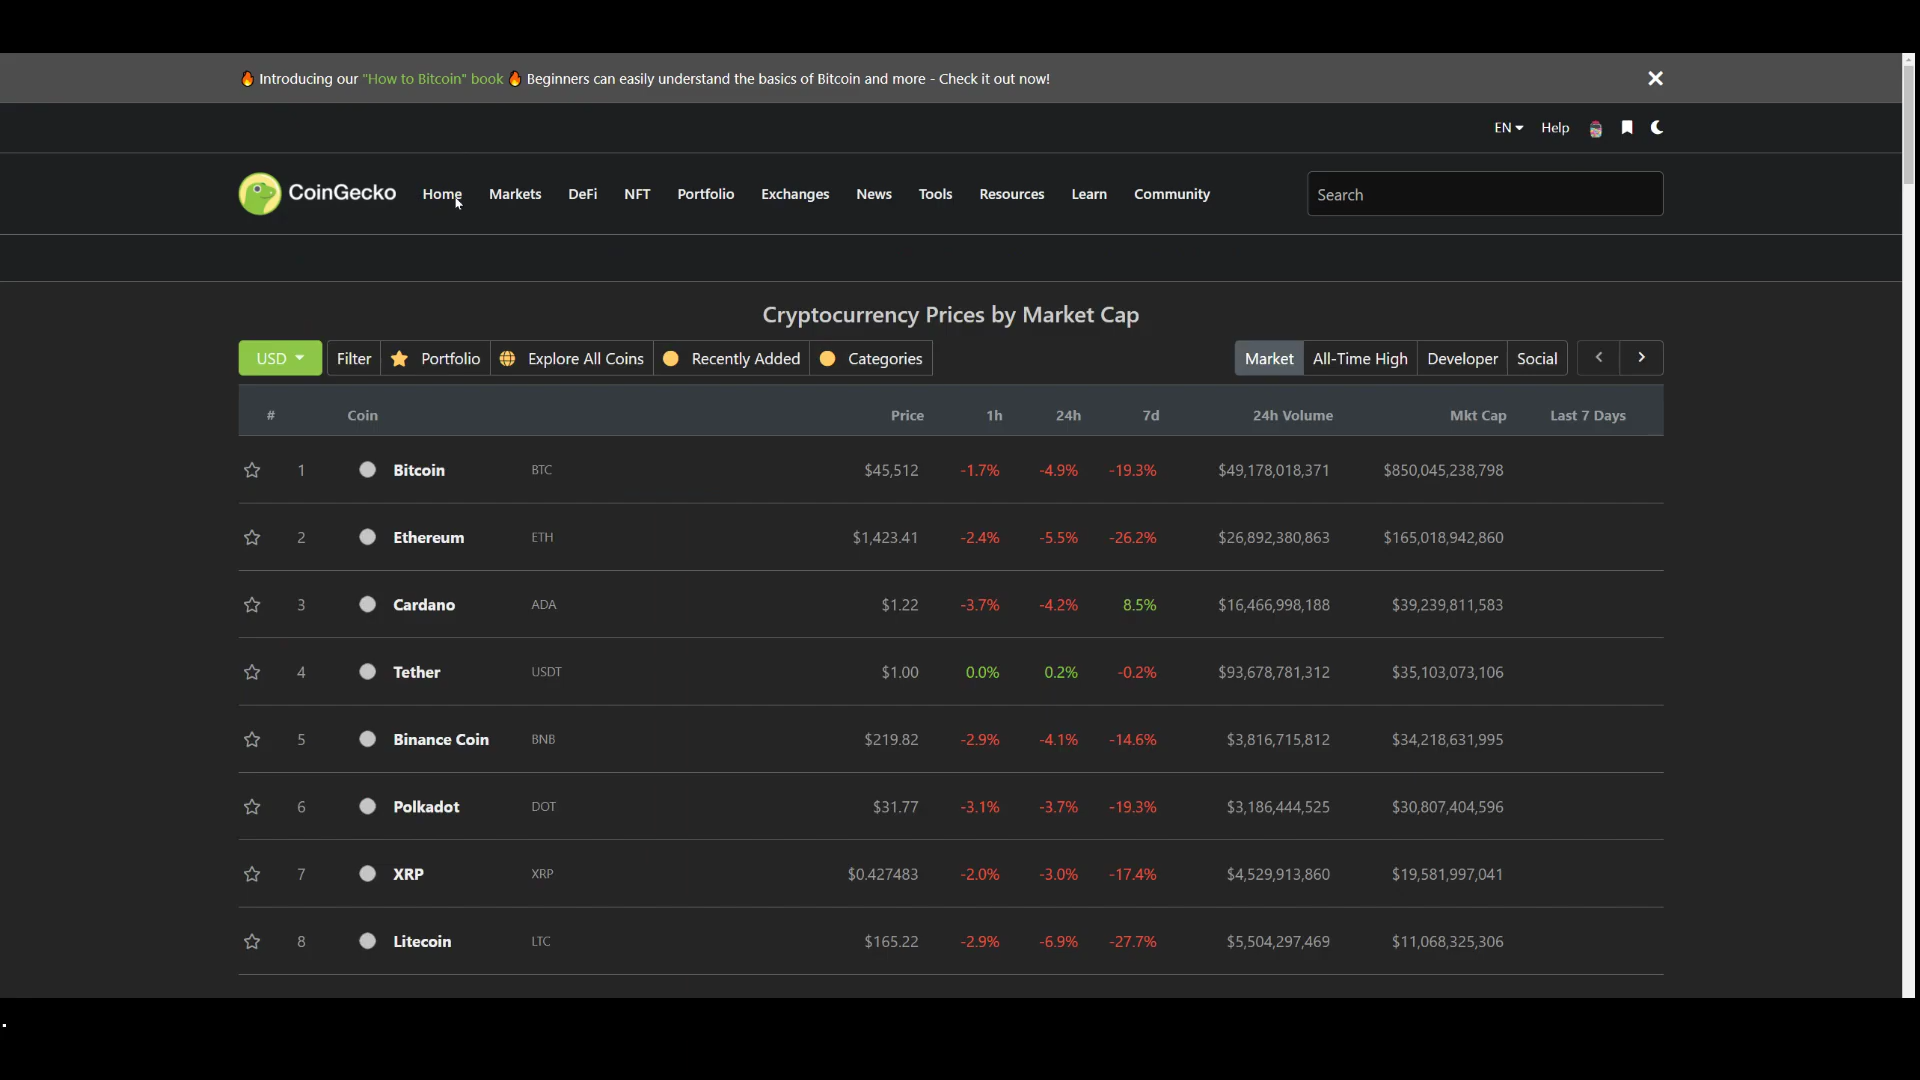 Introducing our "How to Bitcoin" book Beginners can easily understand the basics of Bitcoin and more - Check it out now!
EN Help
CoinGecko Home Markets DeFi NFT Portfolio Exchanges News Tools Resources Learn Community Search
Cryptocurrency Prices by Market Cap
USD Filter Portfolio Explore All Coins Recently Added Categories Market All-Time High Developer Social
# Coin Price 1h 24h 7d 24h Volume Mkt Cap Last 7 Days
1 Bitcoin BTC $45,512 -1.7% -4.9% -19.3% $49,178,018,371 $850,045,238,798
2 Ethereum ETH $1,423.41 -2.4% -5.5% -26.2% $26,892,380,863 $165,018,942,860
3 Cardano ADA $1.22 -3.7% -4.2% 8.5% $16,466,998,188 $39,239,811,583
4 Tether USDT $1.00 0.0% 0.2% -0.2% $93,678,781,312 $35,103,073,106
5 Binance Coin BNB $219.82 -2.9% -4.1% -14.6% $3,816,715,812 $34,218,631,995
6 Polkadot DOT $31.77 -3.1% -3.7% -19.3% $3,186,444,525 $30,807,404,596
7 XRP XRP $0.427483 -2.0% -3.0% -17.4% $4,529,913,860 $19,581,997,041
8 Litecoin LTC $165.22 -2.9% -6.9% -27.7% $5,504,297,469 $11,068,325,306